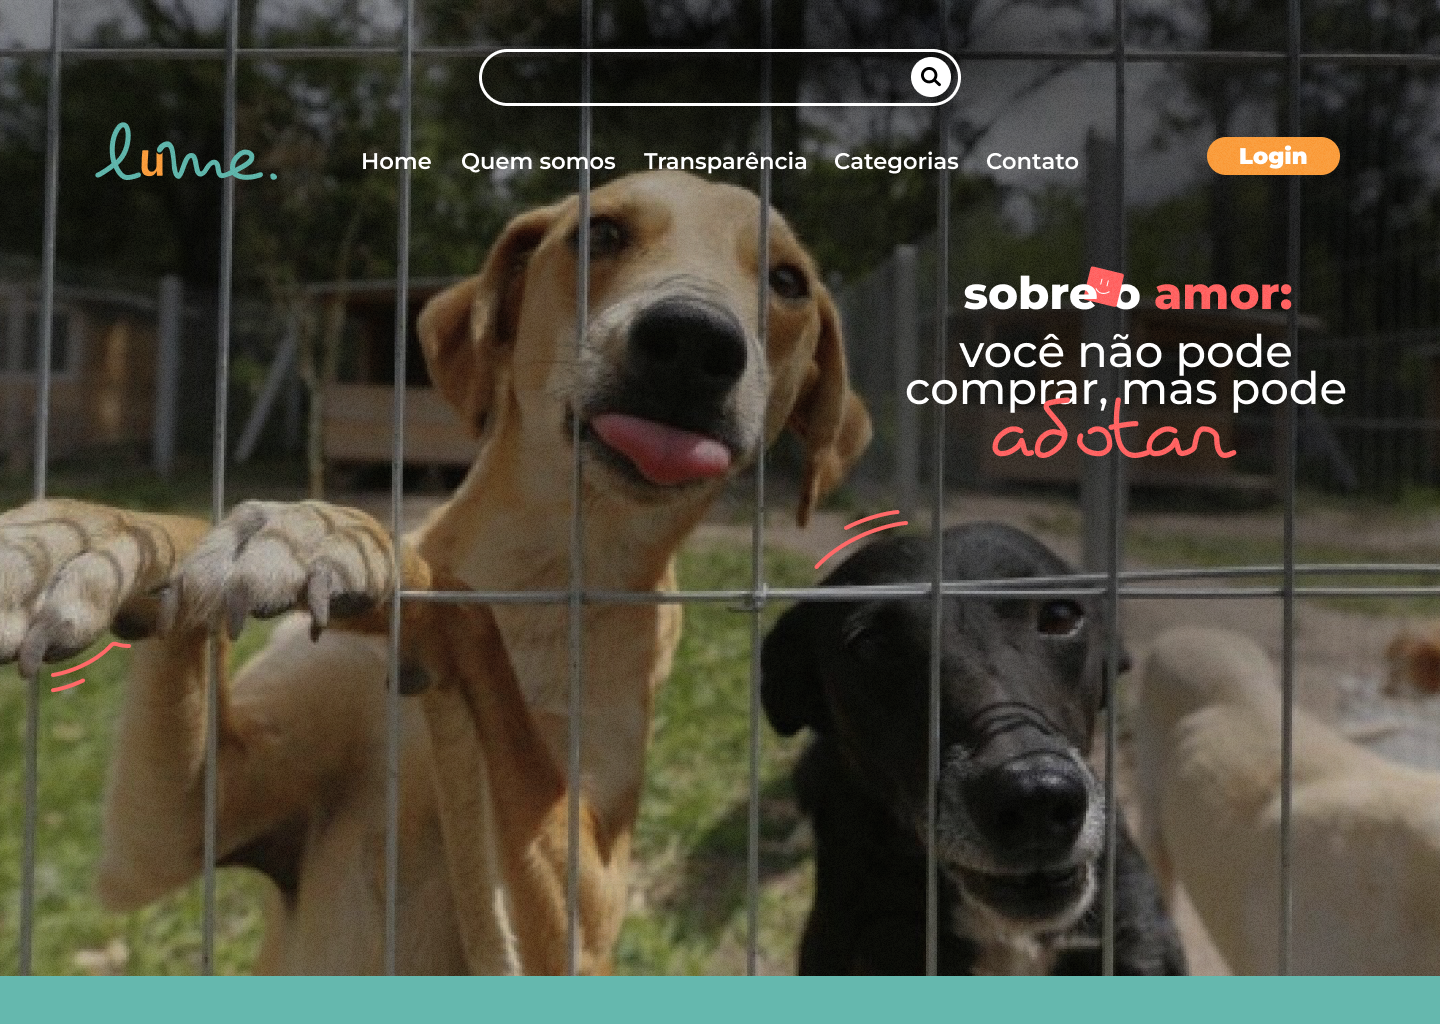 lume.
Home Quem somos Transparência Categorias Contato
Login
sobre o amor:
você não pode
comprar, mas pode
adotar